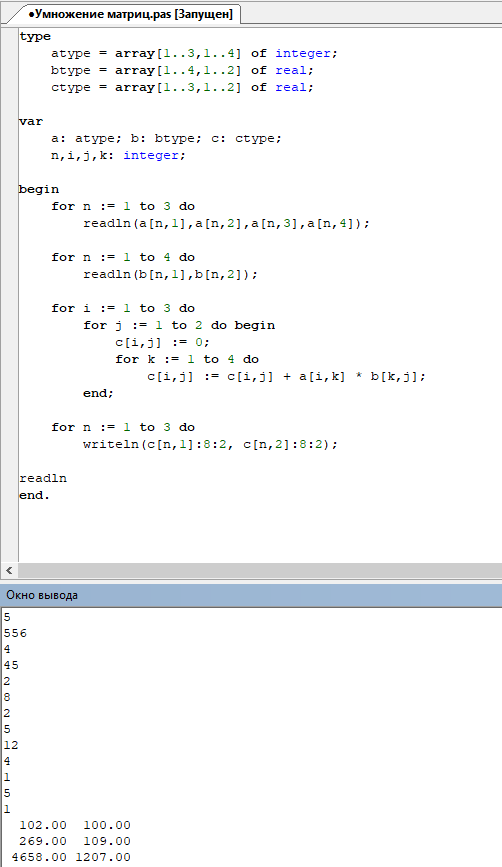 •Умножение матриц.pas [Запущен]
type
    atype = array[1..3,1..4] of integer;
    btype = array[1..4,1..2] of real;
    ctype = array[1..3,1..2] of real;

var
    a: atype; b: btype; c: ctype;
    n,i,j,k: integer;

begin
    for n := 1 to 3 do
        readln(a[n,1],a[n,2],a[n,3],a[n,4]);

    for n := 1 to 4 do
        readln(b[n,1],b[n,2]);

    for i := 1 to 3 do
        for j := 1 to 2 do begin
            c[i,j] := 0;
            for k := 1 to 4 do
                c[i,j] := c[i,j] + a[i,k] * b[k,j];
        end;

    for n := 1 to 3 do
        writeln(c[n,1]:8:2, c[n,2]:8:2);

readln
end.
Окно вывода
5
556
4
45
2
8
2
5
12
4
1
5
1
  102.00  100.00
  269.00  109.00
 4658.00 1207.00